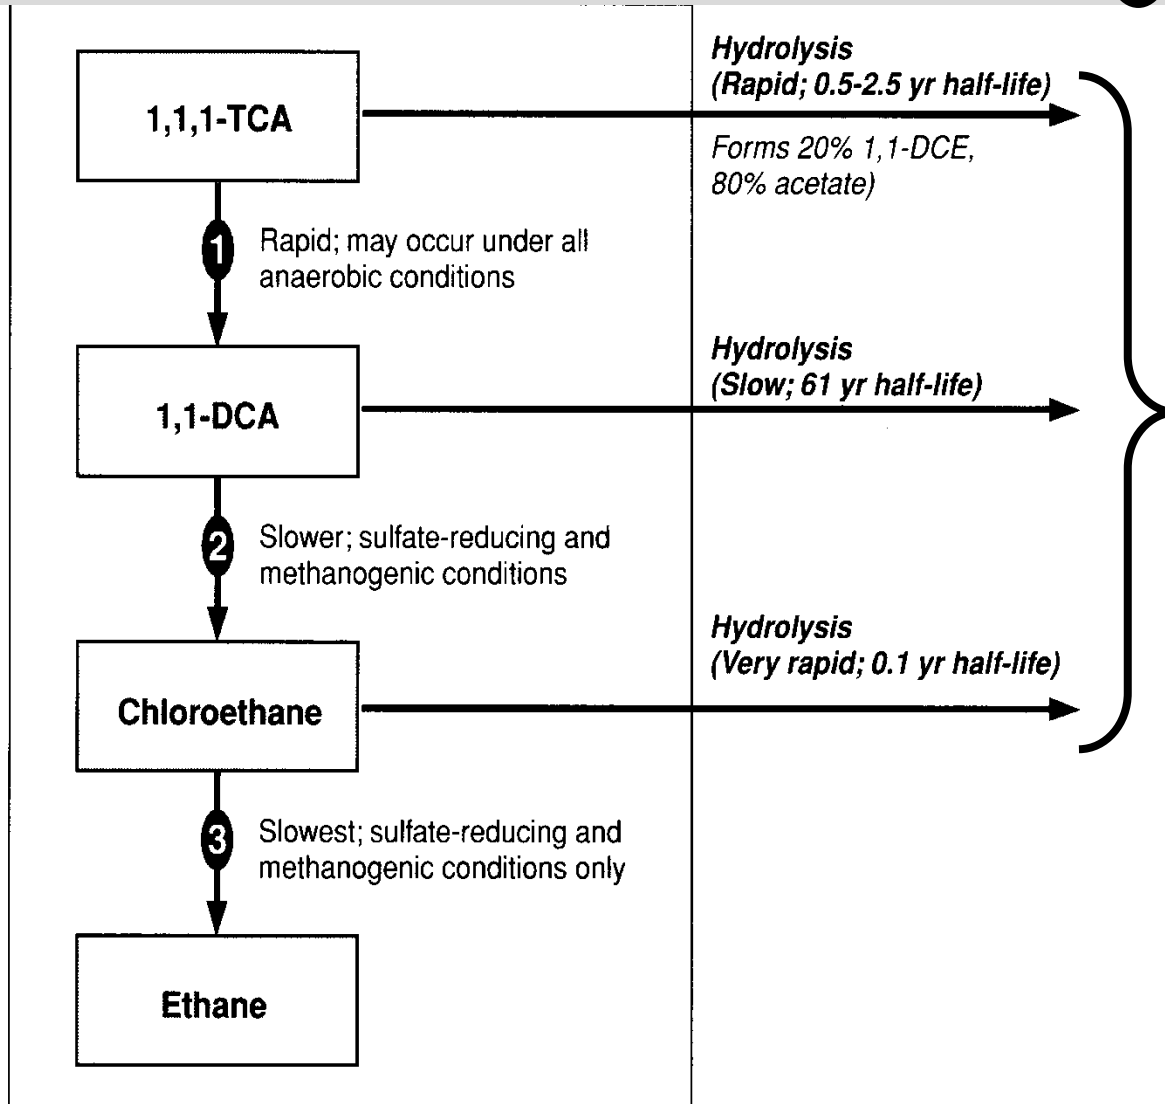 1,1,1-TCA
Hydrolysis
(Rapid; 0.5-2.5 yr half-life)
Forms 20% 1,1-DCE,
80% acetate)
1
Rapid; may occur under all
anaerobic conditions
1,1-DCA
Hydrolysis
(Slow; 61 yr half-life)
2
Slower; sulfate-reducing and
methanogenic conditions
Chloroethane
Hydrolysis
(Very rapid; 0.1 yr half-life)
3
Slowest; sulfate-reducing and
methanogenic conditions only
Ethane